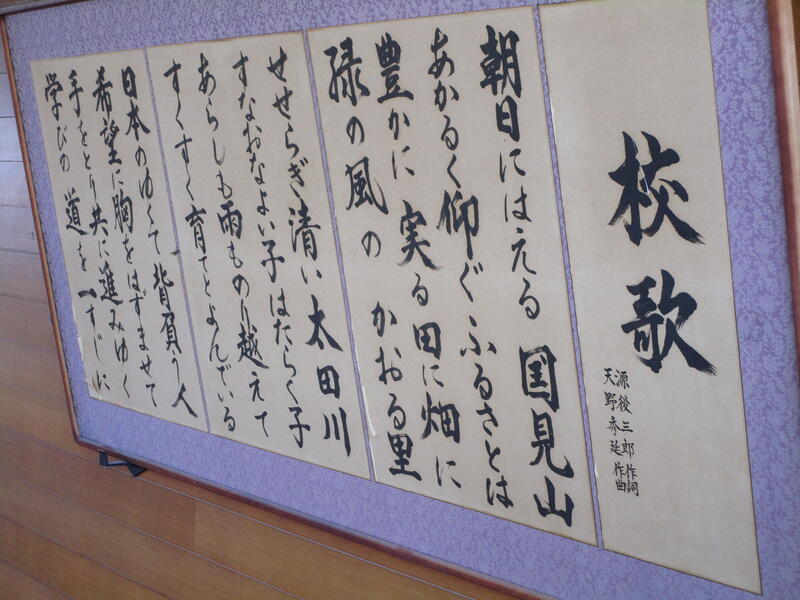 校歌
源後三郎 作詞
天野秀延 作曲
朝日にはえる 国見山
あかるく仰ぐふるさとは
豊かに 実る田に畑に
緑の風の かおる里
せせらぎ清い 太田川
すなおなよい子はたらく子
あらしも雨ものり越えて
すくすく育てとよんでいる
日本のゆくて 背負う人
希望に胸をはずませて
手をとり共に進みゆく
学びの 道を 一すじに